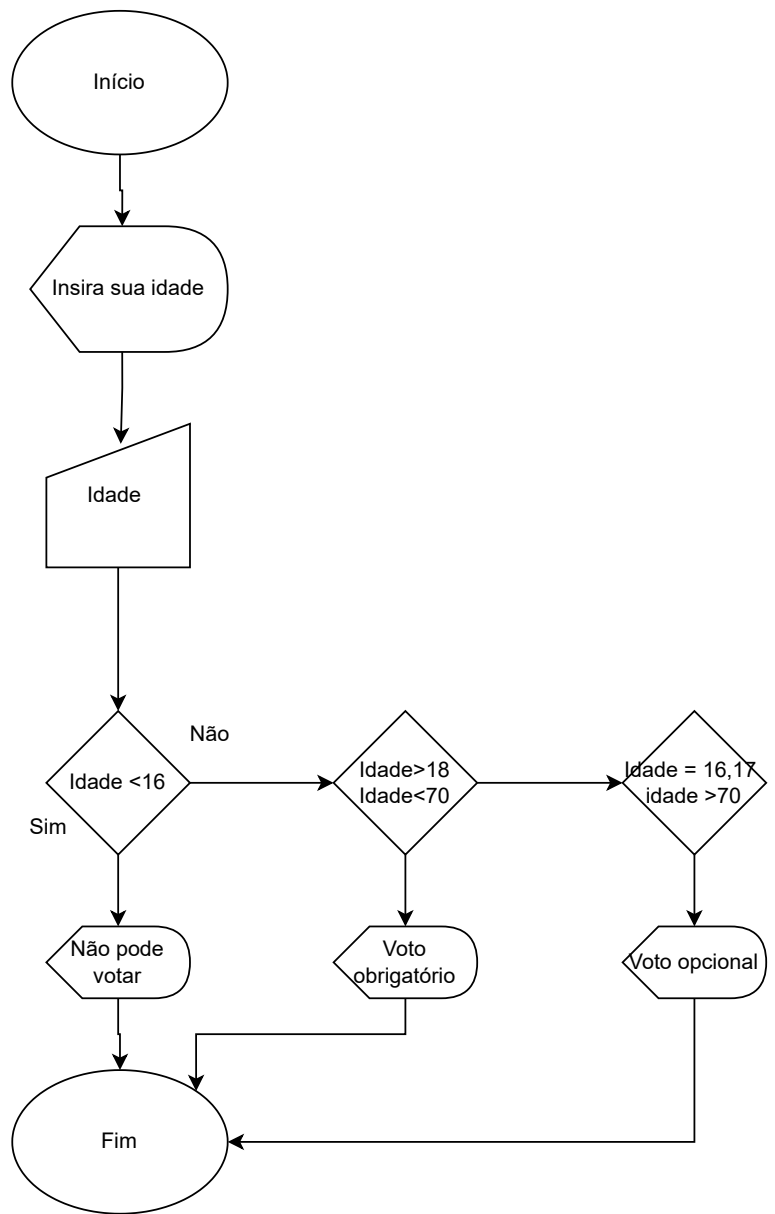 Início
Insira sua idade
Idade
Não
Idade <16
Sim
Idade>18
Idade<70
Idade = 16,17
idade >70
Não pode
votar
Voto
obrigatório
Voto opcional
Fim